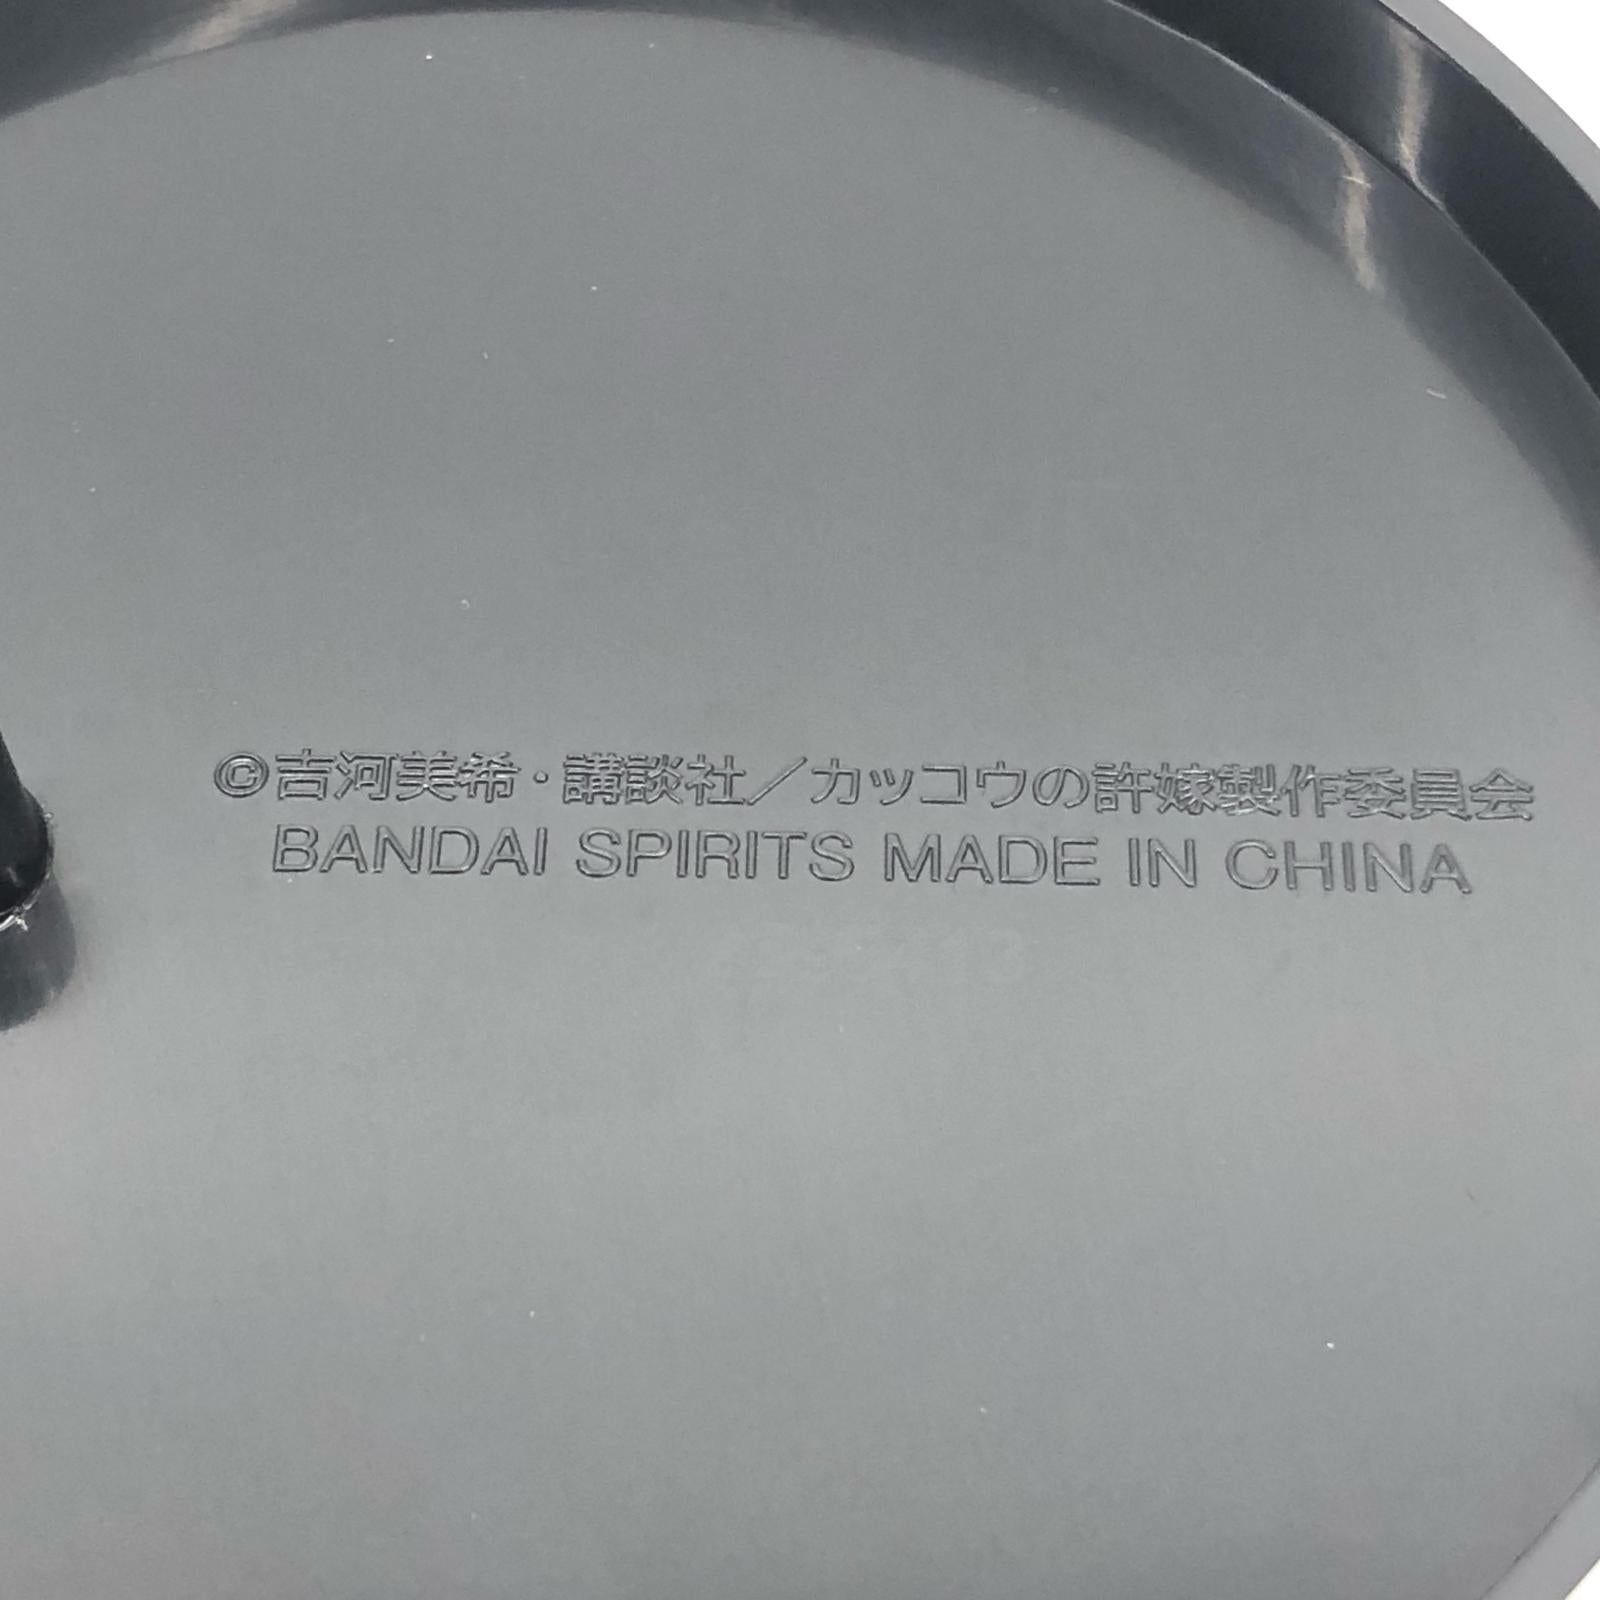 ©吉河美希・講談社／カッコウの許嫁製作委員会
BANDAI SPIRITS MADE IN CHINA